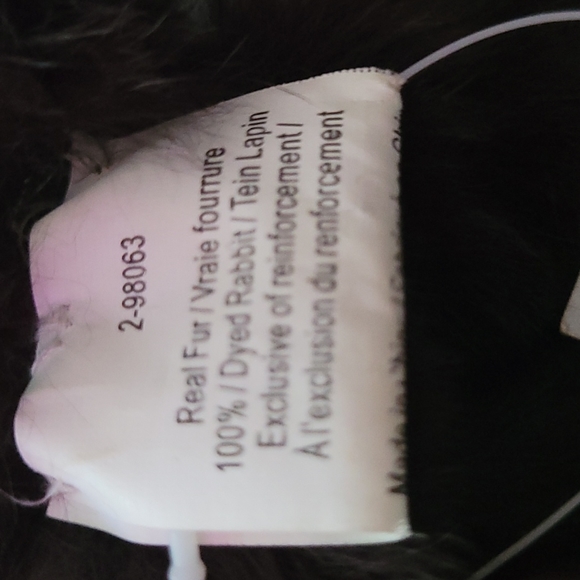 2-98063
Real Fur / Vraie fourrure
100% / Dyed Rabbit / Tein Lapin
Exclusive of reinforcement /
À l'exclusion du renforcement